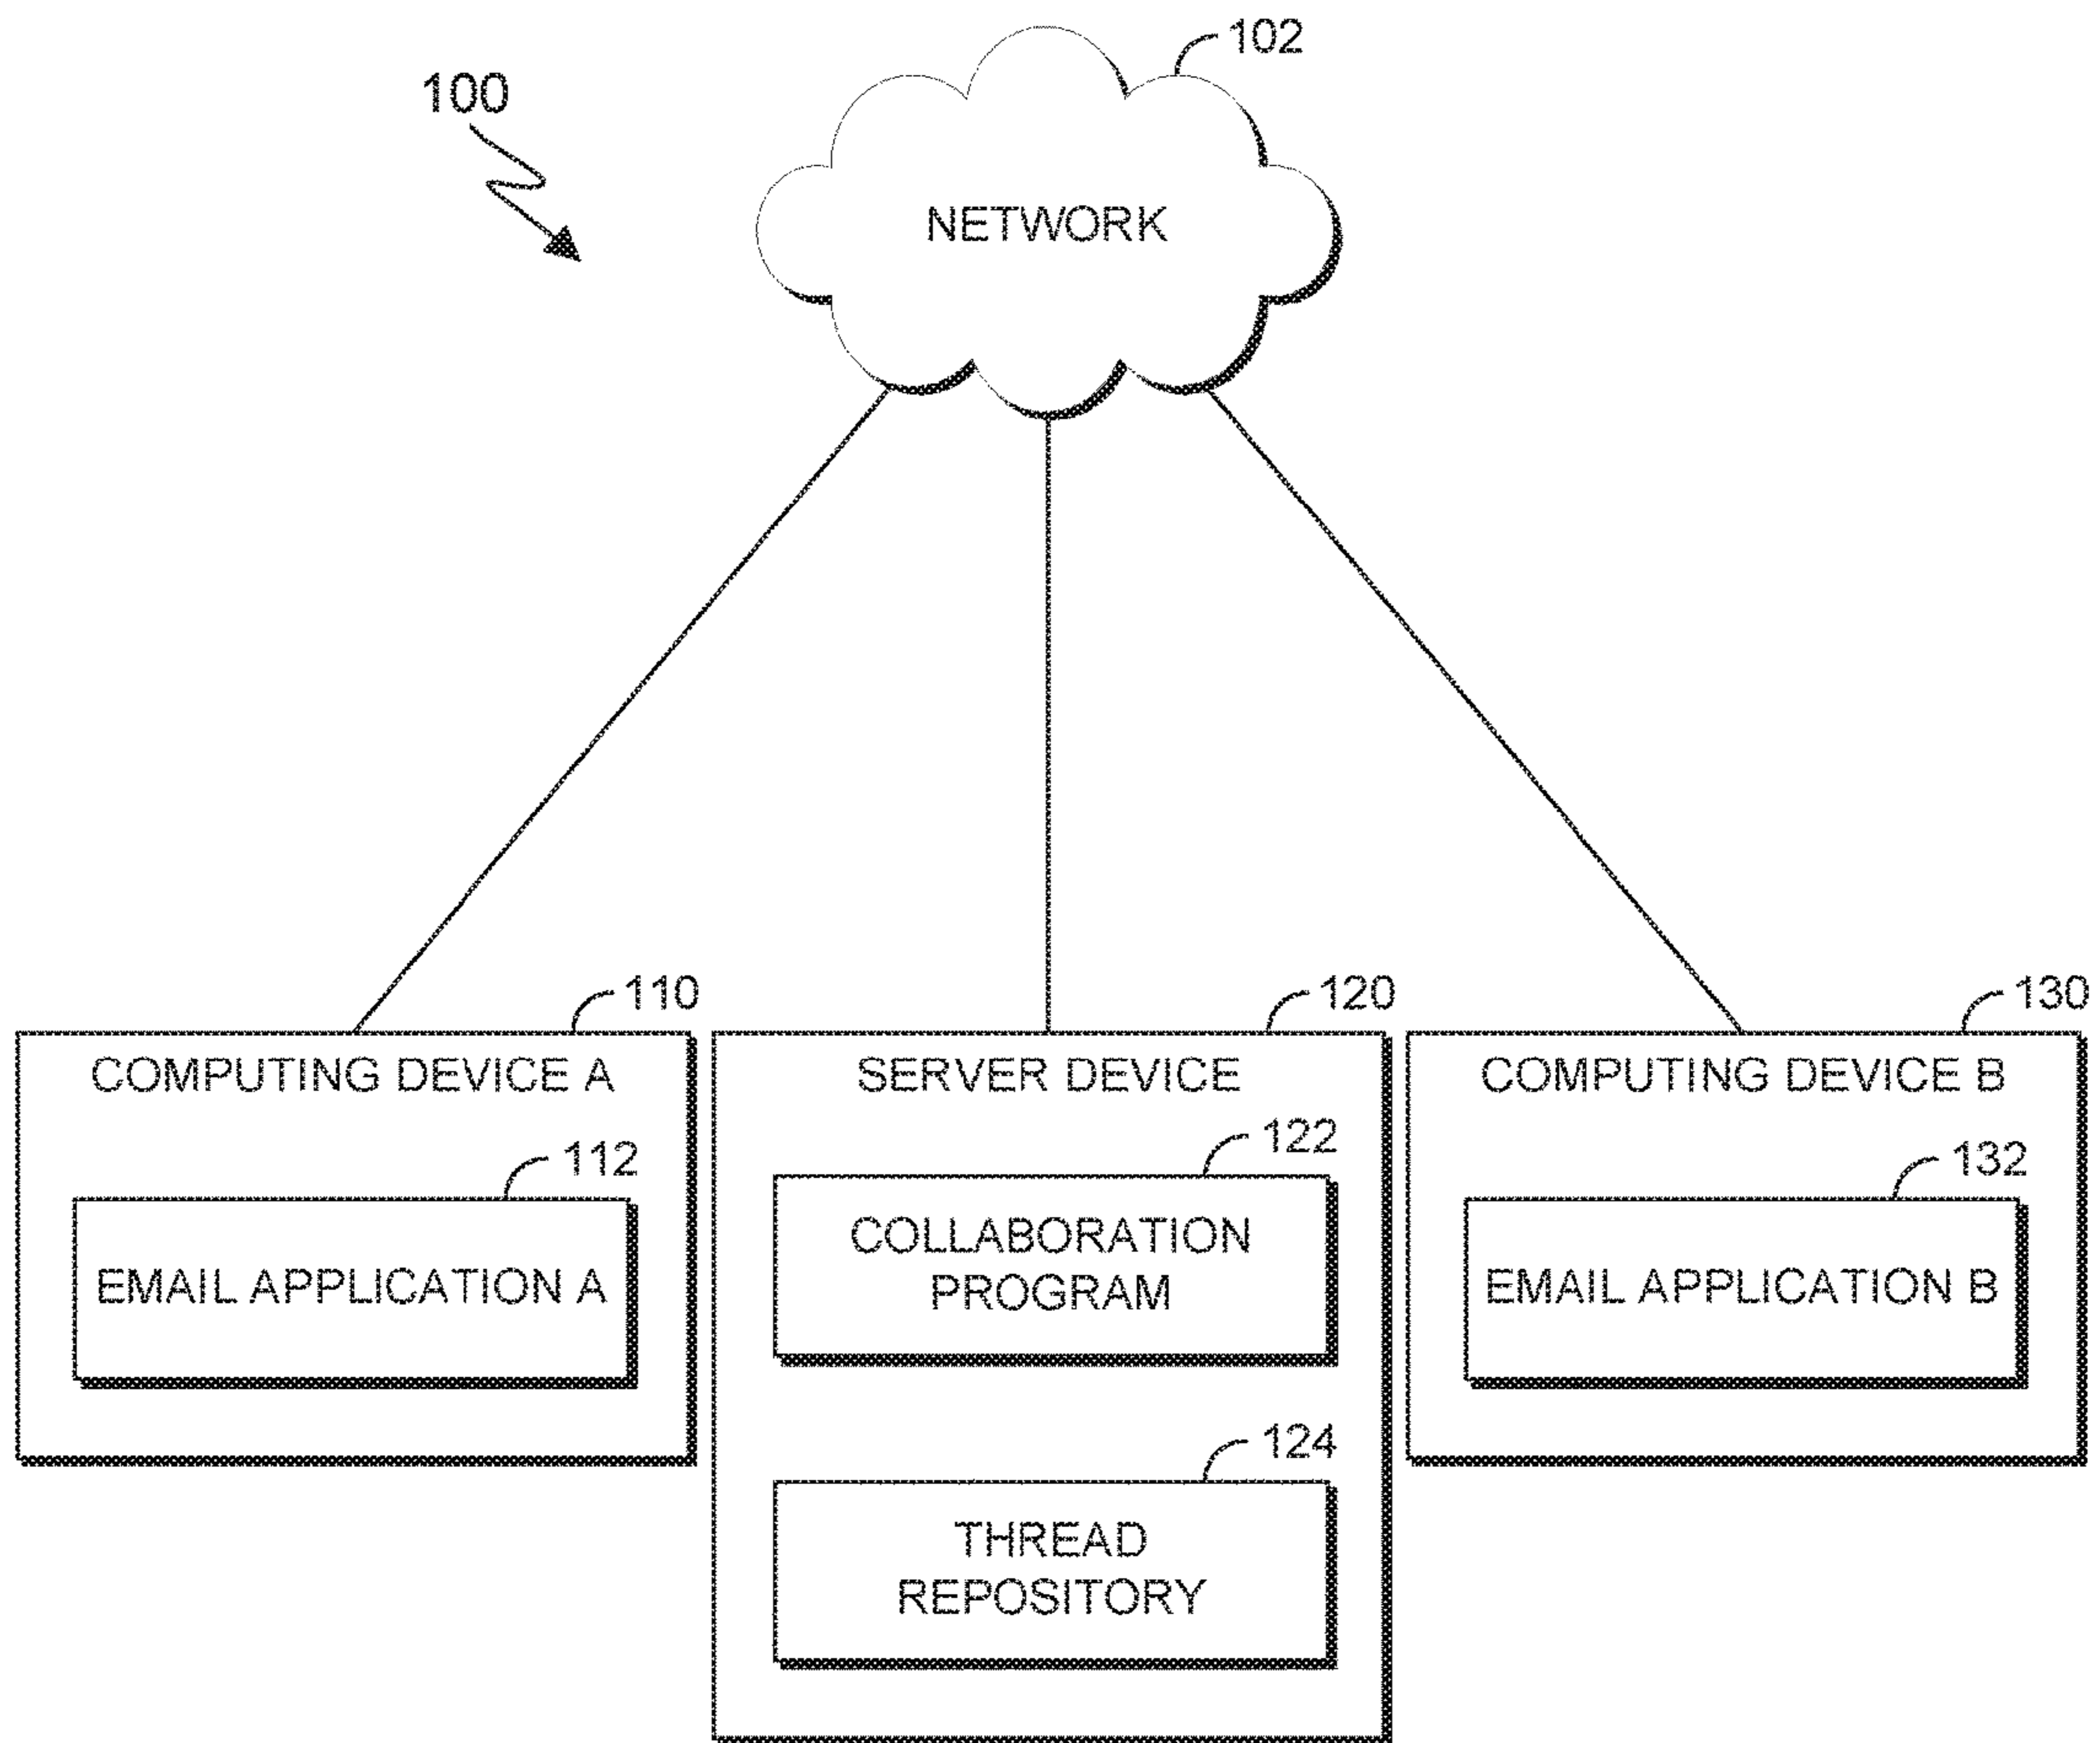 100
102
NETWORK
110
COMPUTING DEVICE A
112
EMAIL APPLICATION A
120
SERVER DEVICE
122
COLLABORATION
PROGRAM
124
THREAD
REPOSITORY
130
COMPUTING DEVICE B
132
EMAIL APPLICATION B